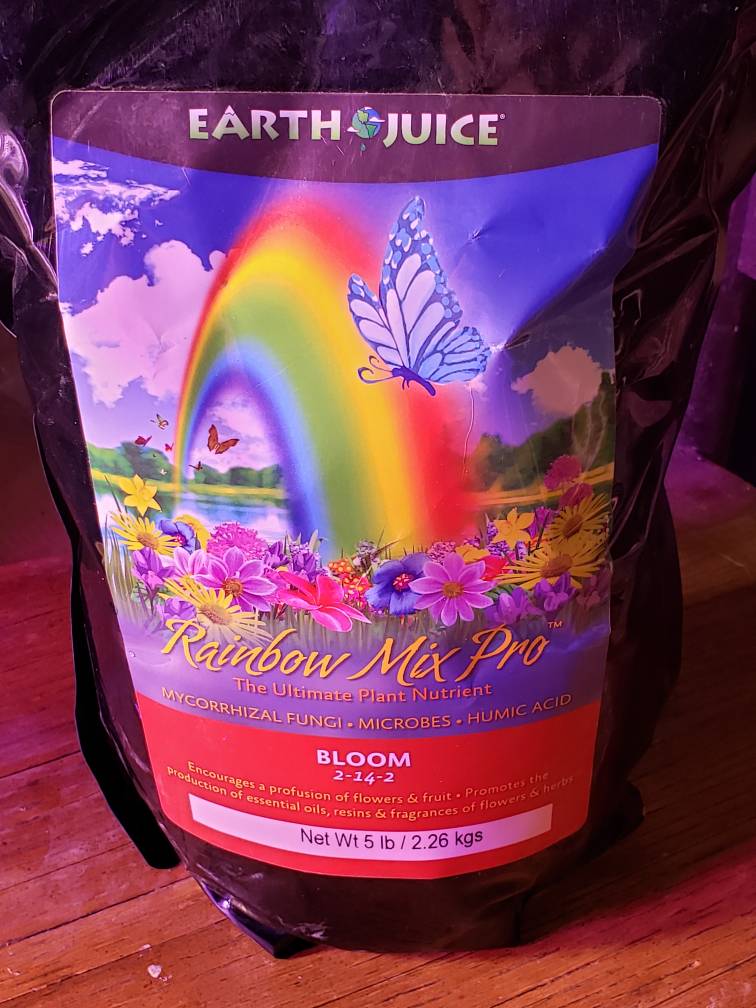 EARTH JUICE®
Rainbow Mix Pro™
The Ultimate Plant Nutrient
MYCORRHIZAL FUNGI • MICROBES • HUMIC ACID
BLOOM
2-14-2
Encourages a profusion of flowers & fruit • Promotes the
production of essential oils, resins & fragrances of flowers & herbs
Net Wt 5 lb / 2.26 kgs